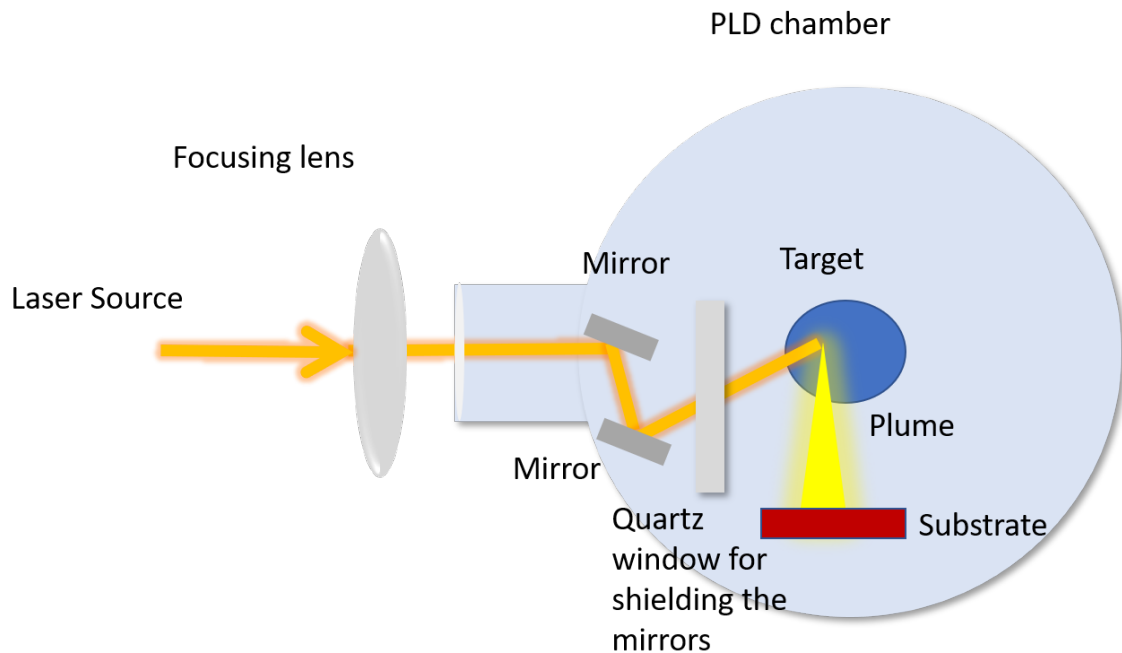 PLD chamber
Focusing lens
Mirror
Target
Laser Source
Plume
Mirror
Quartz
window for
shielding the
mirrors
Substrate